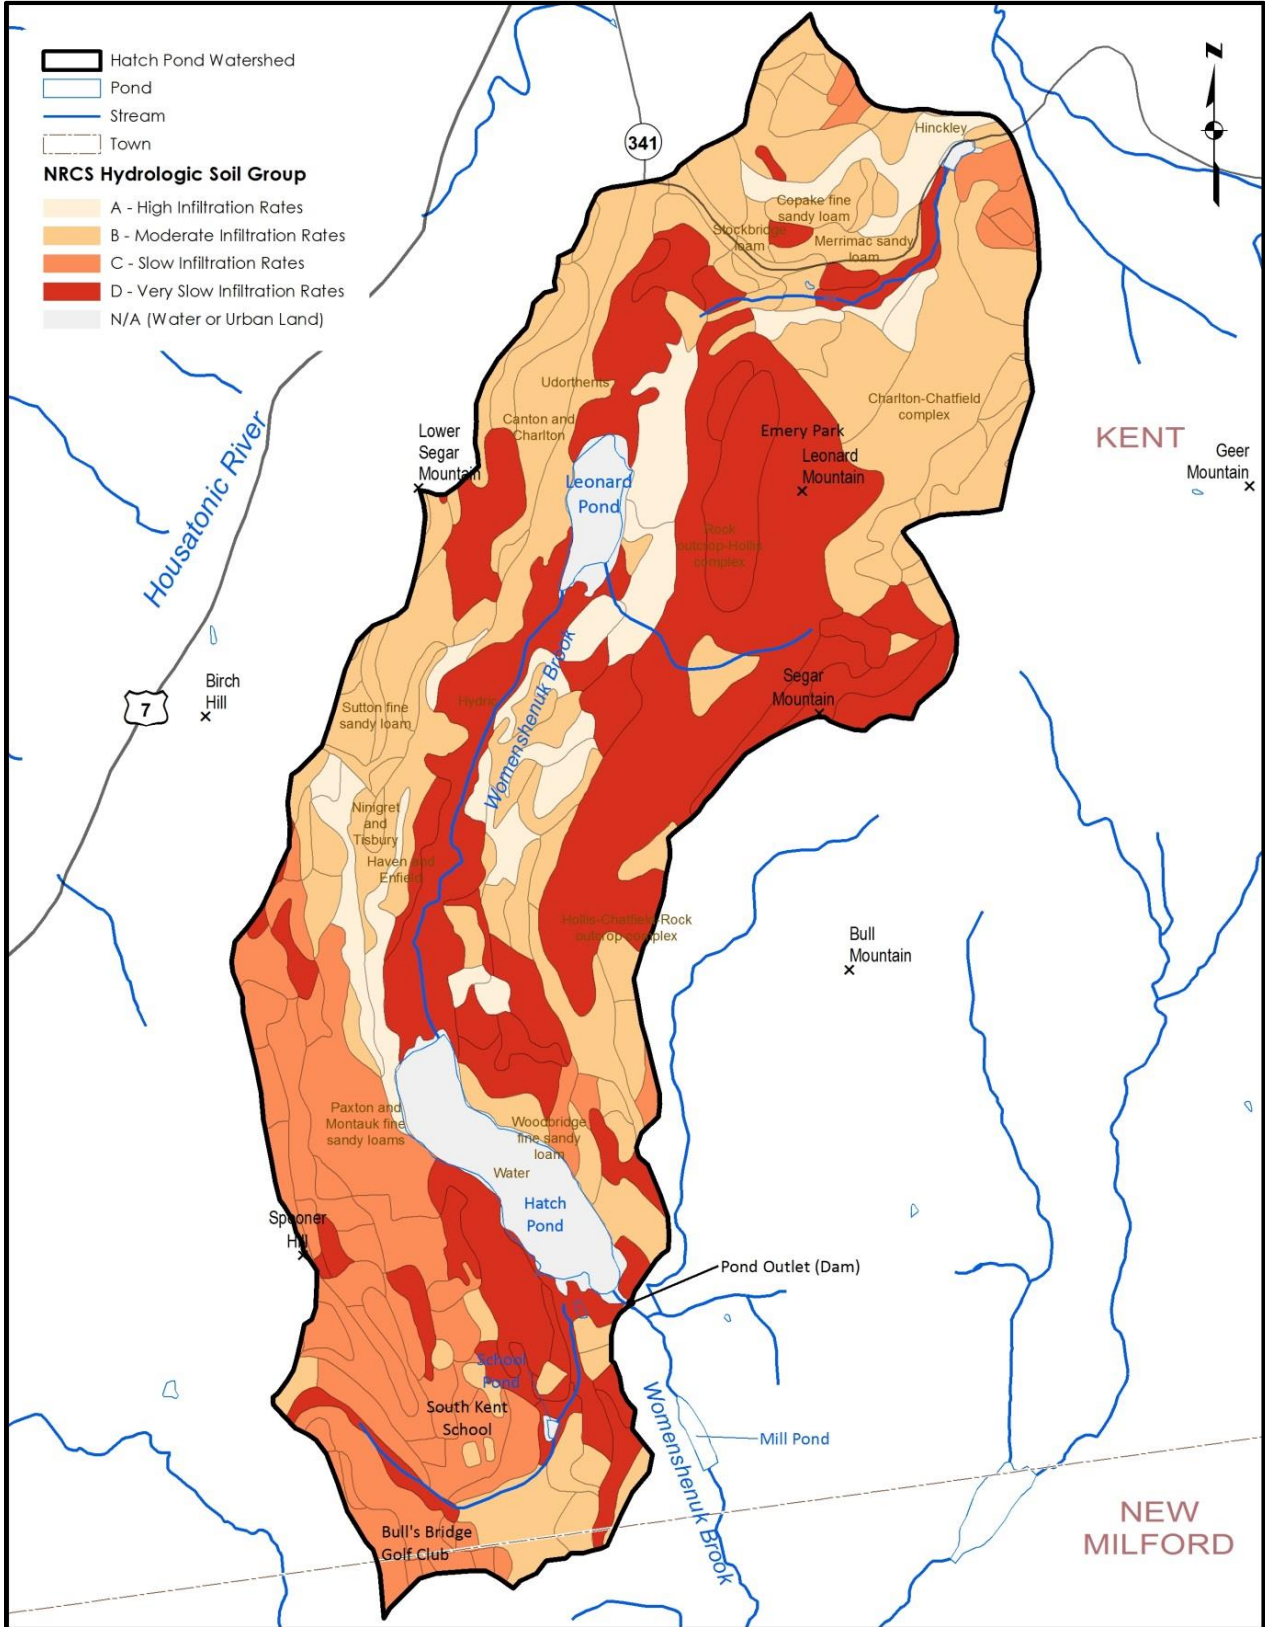 Hatch Pond Watershed
Pond
Stream
Town
NRCS Hydrologic Soil Group
A - High Infiltration Rates
B - Moderate Infiltration Rates
C - Slow Infiltration Rates
D - Very Slow Infiltration Rates
N/A (Water or Urban Land)
N
341
Hinckley
Copake fine
sandy loam
Stockbridge
loam
Merrimac sandy
loam
Udorthents
Canton and
Charlton
Charlton-Chatfield
complex
KENT
Geer
Mountain
Lower
Segar
Mountain
Emery Park
Leonard
Mountain
Leonard
Pond
Housatonic River
Rock
outcrop-Hollis
complex
Womenshenuk Brook
Birch
Hill
7
Hydric
Sutton fine
sandy loam
Segar
Mountain
Ninigret
and
Tisbury
Haven and
Enfield
Hollis-Chatfield-Rock
outcrop complex
Bull
Mountain
Paxton and
Montauk fine
sandy loams
Woodbridge
fine sandy
loam
Water
Hatch
Pond
Spooner
Hill
Pond Outlet (Dam)
School
Pond
South Kent
School
Womenshenuk Brook
Mill Pond
Bull's Bridge
Golf Club
NEW
MILFORD